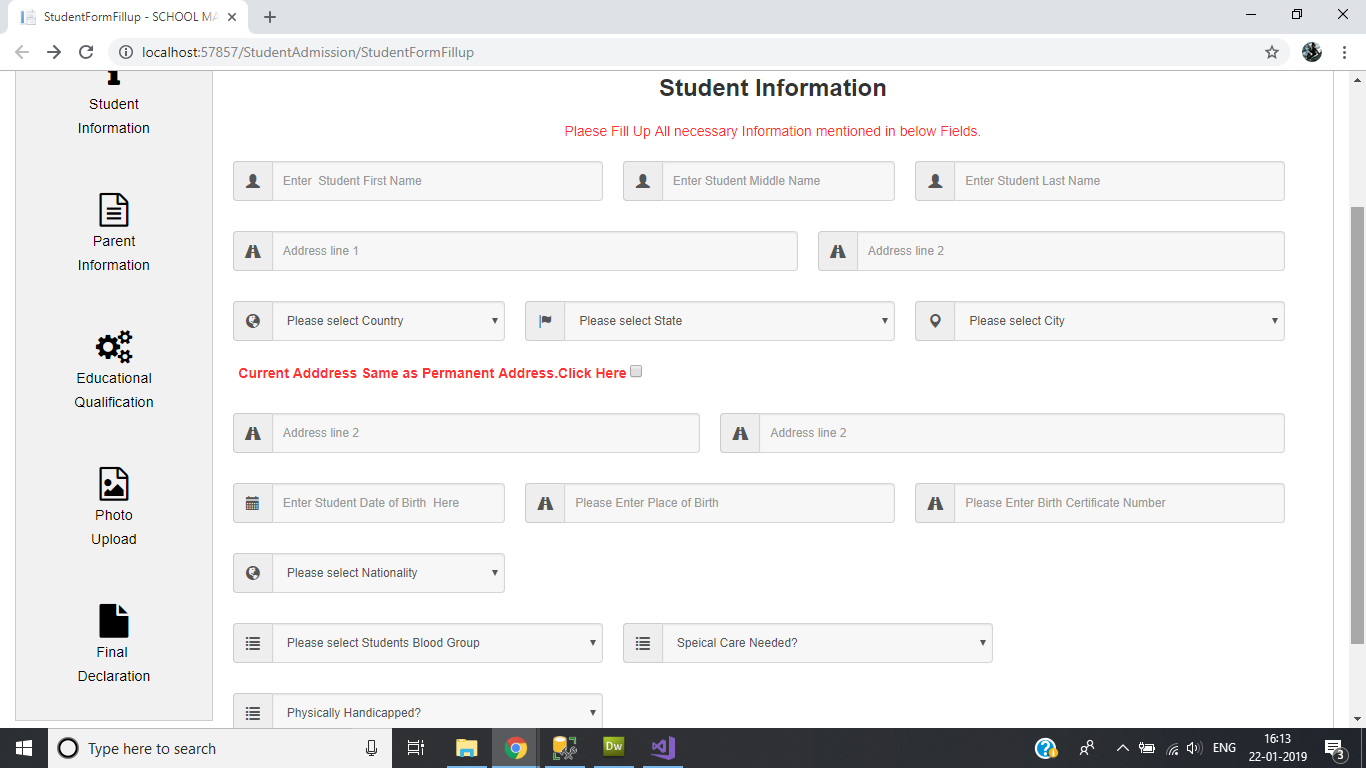 StudentFormFillup - SCHOOL MA
localhost:57857/StudentAdmission/StudentFormFillup
Student
Information
Parent
Information
Educational
Qualification
Photo
Upload
Final
Declaration
Student Information
Plaese Fill Up All necessary Information mentioned in below Fields.
Enter  Student First Name
Enter Student Middle Name
Enter Student Last Name
Address line 1
Address line 2
Please select Country
Please select State
Please select City
Current Adddress Same as Permanent Address.Click Here
Address line 2
Address line 2
Enter Student Date of Birth  Here
Please Enter Place of Birth
Please Enter Birth Certificate Number
Please select Nationality
Please select Students Blood Group
Speical Care Needed?
Physically Handicapped?
Type here to search
Dw
ENG
16:13
22-01-2019
3